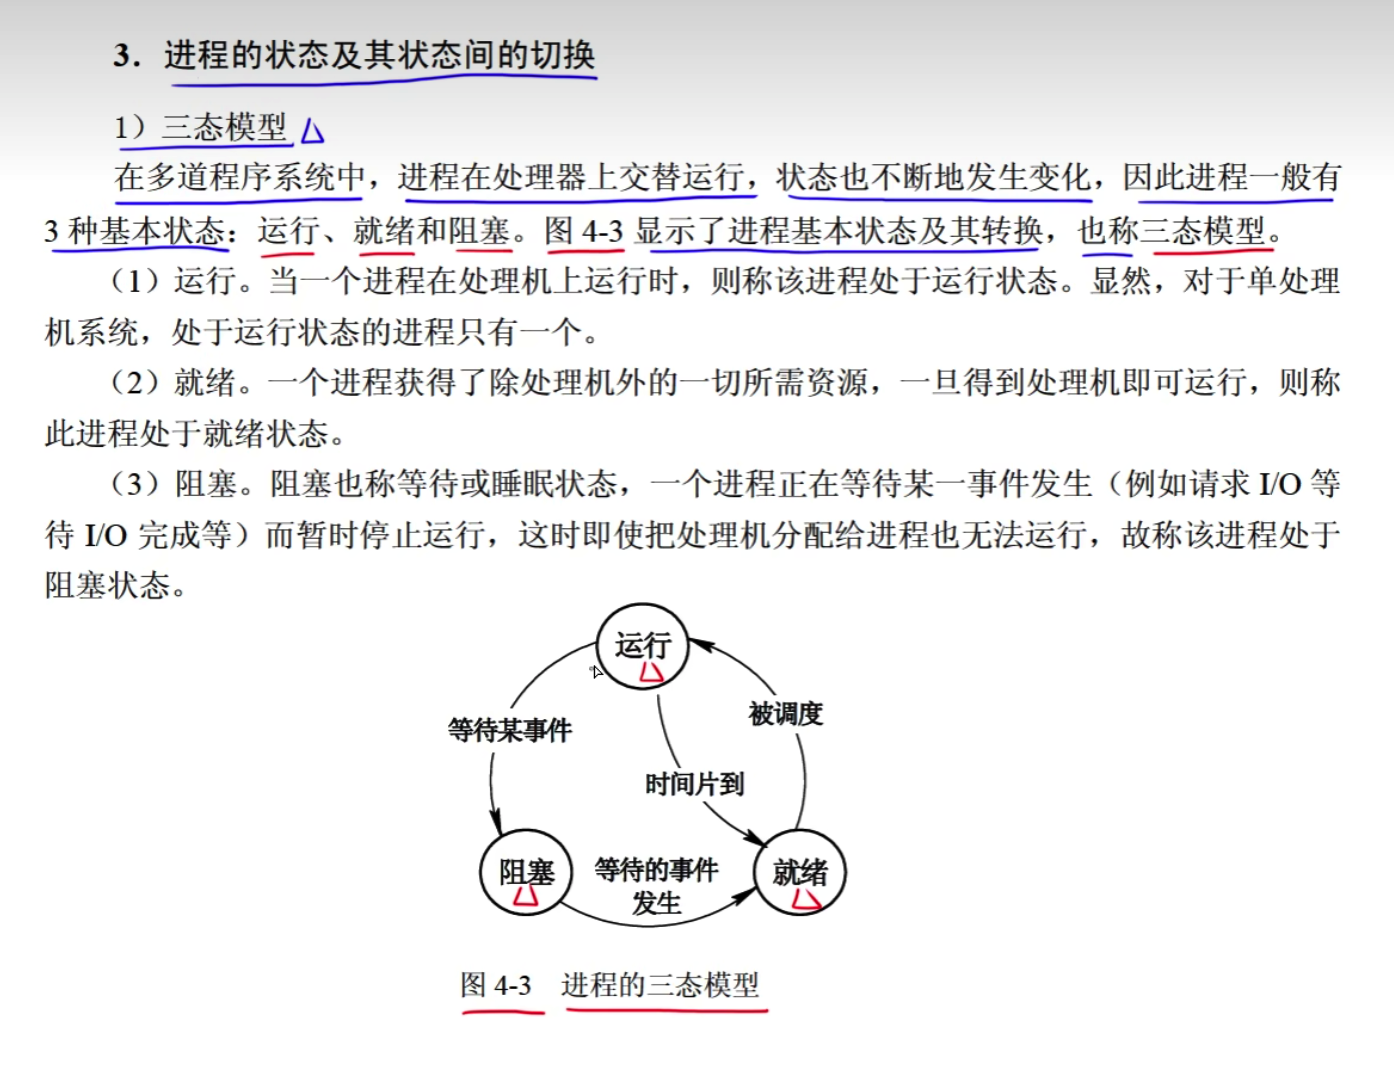 3．进程的状态及其状态间的切换
1）三态模型
在多道程序系统中，进程在处理器上交替运行，状态也不断地发生变化，因此进程一般有
3 种基本状态：运行、就绪和阻塞。图 4-3 显示了进程基本状态及其转换，也称三态模型。
（1）运行。当一个进程在处理机上运行时，则称该进程处于运行状态。显然，对于单处理
机系统，处于运行状态的进程只有一个。
（2）就绪。一个进程获得了除处理机外的一切所需资源，一旦得到处理机即可运行，则称
此进程处于就绪状态。
（3）阻塞。阻塞也称等待或睡眠状态，一个进程正在等待某一事件发生（例如请求 I/O 等
待 I/O 完成等）而暂时停止运行，这时即使把处理机分配给进程也无法运行，故称该进程处于
阻塞状态。
运行
被调度
等待某事件
时间片到
阻塞
等待的事件
发生
就绪
图 4-3 进程的三态模型